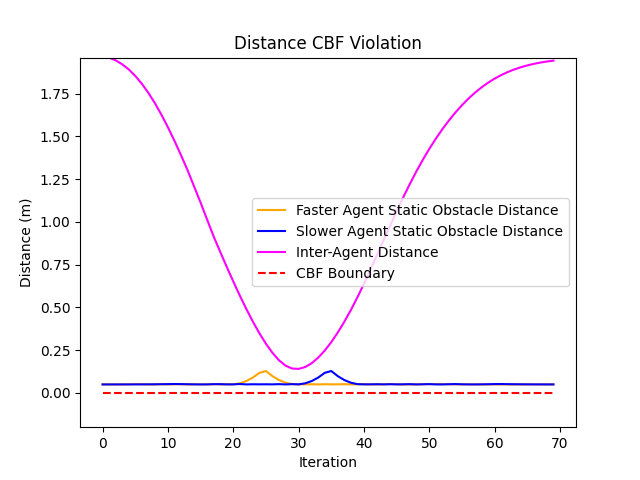 Distance CBF Violation
Distance (m)
1.75
1.50
1.25
1.00
0.75
0.50
0.25
0.00
Faster Agent Static Obstacle Distance
Slower Agent Static Obstacle Distance
Inter-Agent Distance
CBF Boundary
0 10 20 30 40 50 60 70
Iteration